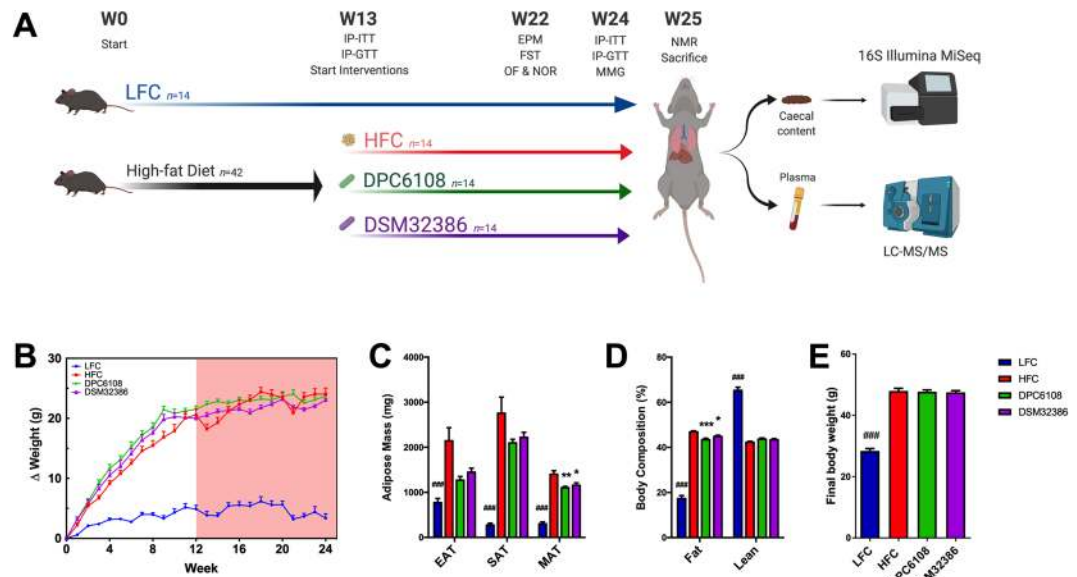 A
W0
Start
W13
IP-ITT
IP-GTT
Start Interventions
W22
EPM
FST
OF & NOR
W24
IP-ITT
IP-GTT
MMG
W25
NMR
Sacrifice
16S Illumina MiSeq
LFC n=14
HFC n=14
High-fat Diet n=42
DPC6108 n=14
DSM32386 n=14
Caecal
content
Plasma
LC-MS/MS
B
Δ Weight (g)
30
20
10
0
LFC
HFC
DPC6108
DSM32386
0 4 8 12 16 20 24
Week
C
Adipose Mass (mg)
4000
3000
2000
1000
0
###
###
###
**
*
EAT SAT MAT
D
Body Composition (%)
80
60
40
20
0
###
***
*
###
Fat Lean
E
Final body weight (g)
60
40
20
0
###
LFC
HFC
PC6108
SM32386
LFC
HFC
DPC6108
DSM32386